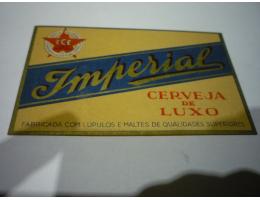 Imperial
CERVEJA
DE
LUXO
FABRICADA COM LUPULOS E MALTES DE QUALIDADES SUPERIORES